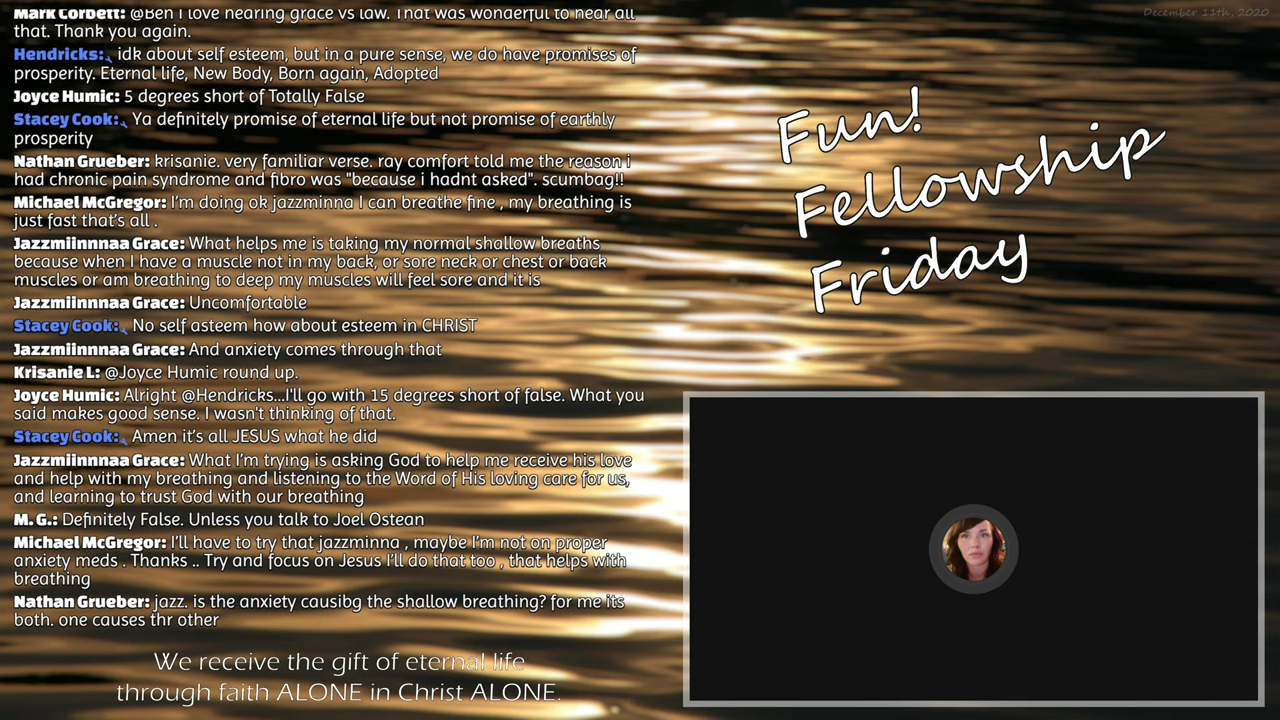 Mark Corbett: @Ben I love hearing grace vs law. That was wonderful to hear all
that. Thank you again.
Hendricks: idk about self esteem, but in a pure sense, we do have promises of
prosperity. Eternal life, New Body, Born again, Adopted
Joyce Humic: 5 degrees short of Totally False
Stacey Cook: Ya definitely promise of eternal life but not promise of earthly
prosperity
Nathan Grueber: krisanie. very familiar verse. ray comfort told me the reason i
had chronic pain syndrome and fibro was "because i hadnt asked". scumbag!!
Michael McGregor: I'm doing ok jazzminna I can breathe fine , my breathing is
just fast that's all .
Jazzmiinnnaa Grace: What helps me is taking my normal shallow breaths
because when I have a muscle not in my back, or sore neck or chest or back
muscles or am breathing to deep my muscles will feel sore and it is
Jazzmiinnnaa Grace: Uncomfortable
Stacey Cook: No self asteem how about esteem in CHRIST
Jazzmiinnnaa Grace: And anxiety comes through that
Krisanie L: @Joyce Humic round up.
Joyce Humic: Alright @Hendricks...I'll go with 15 degrees short of false. What you
said makes good sense. I wasn't thinking of that.
Stacey Cook: Amen it's all JESUS what he did
Jazzmiinnnaa Grace: What I'm trying is asking God to help me receive his love
and help with my breathing and listening to the Word of His loving care for us,
and learning to trust God with our breathing
M. G.: Definitely False. Unless you talk to Joel Ostean
Michael McGregor: I'll have to try that jazzminna , maybe I'm not on proper
anxiety meds . Thanks .. Try and focus on Jesus I'll do that too , that helps with
breathing
Nathan Grueber: jazz. is the anxiety causibg the shallow breathing? for me its
both. one causes thr other
We receive the gift of eternal life
through faith ALONE in Christ ALONE.
December 11th, 2020
Fun!
Fellowship
Friday